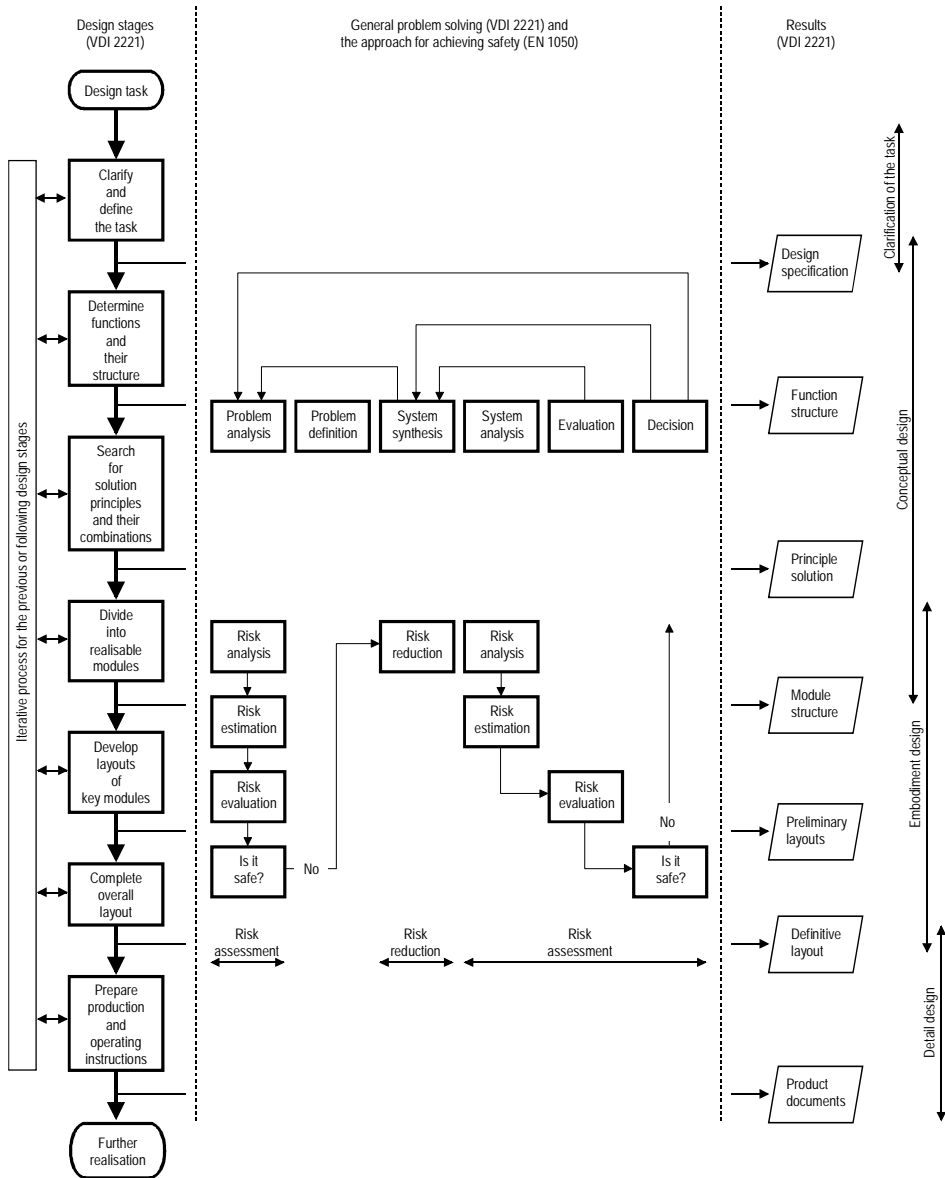 Design stages
(VDI 2221)
General problem solving (VDI 2221) and
the approach for achieving safety (EN 1050)
Results
(VDI 2221)
Design task
Iterative process for the previous or following design stages
Clarify
and
define
the task
Determine
functions
and
their
structure
Search
for
solution
principles
and their
combinations
Divide
into
realisable
modules
Develop
layouts
of
key modules
Complete
overall
layout
Prepare
production
and
operating
instructions
Further
realisation
Problem
analysis
Problem
definition
System
synthesis
System
analysis
Evaluation
Decision
Risk
analysis
Risk
estimation
Risk
evaluation
Is it
safe?
No
Risk
reduction
Risk
analysis
Risk
estimation
Risk
evaluation
Is it
safe?
No
Risk
assessment
Risk
reduction
Risk
assessment
Design
specification
Function
structure
Principle
solution
Module
structure
Preliminary
layouts
Definitive
layout
Product
documents
Clarification of the task
Conceptual design
Embodiment design
Detail design